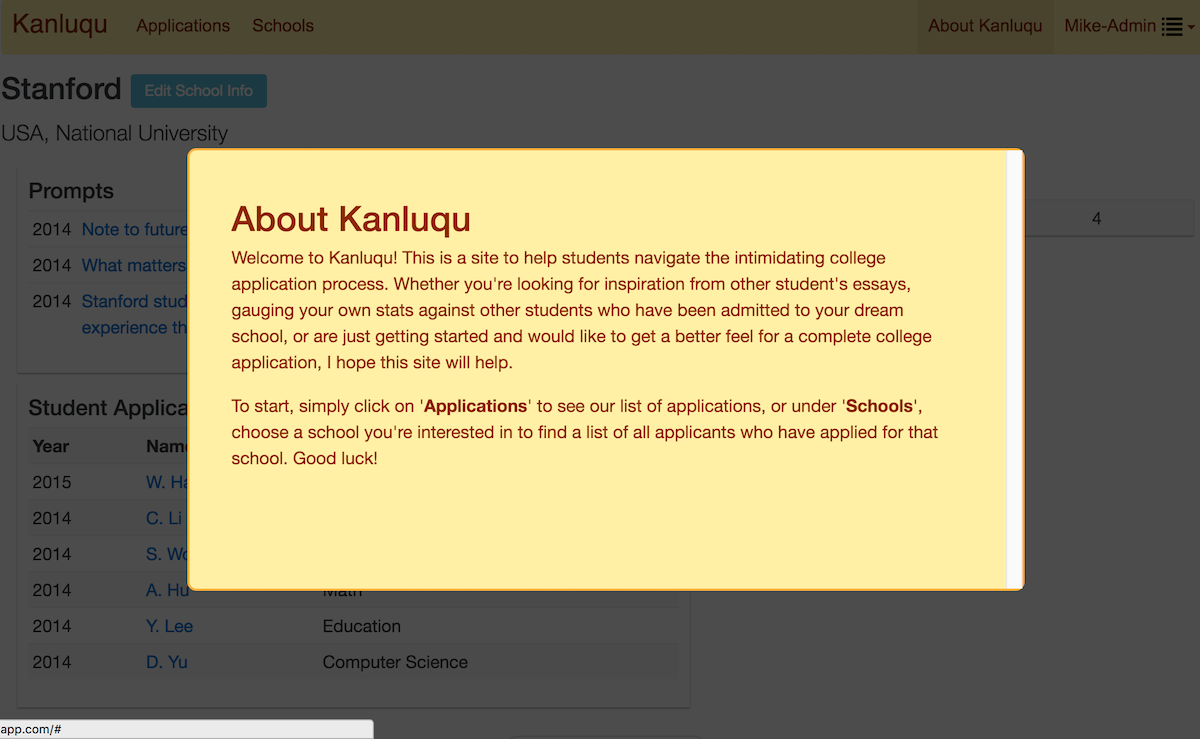 Kanluqu Applications Schools About Kanluqu Mike-Admin
Stanford Edit School Info
USA, National University
Prompts
2014 Note to future
4
2014 What matters
2014 Stanford stud
experience th
About Kanluqu
Welcome to Kanluqu! This is a site to help students navigate the intimidating college
application process. Whether you're looking for inspiration from other student's essays,
gauging your own stats against other students who have been admitted to your dream
school, or are just getting started and would like to get a better feel for a complete college
application, I hope this site will help.
To start, simply click on 'Applications' to see our list of applications, or under 'Schools',
choose a school you're interested in to find a list of all applicants who have applied for that
school. Good luck!
Student Applica
Year Name
2015 W. Ha
2014 C. Li
2014 S. Wo
2014 A. Hu Math
2014 Y. Lee Education
2014 D. Yu Computer Science
app.com/#